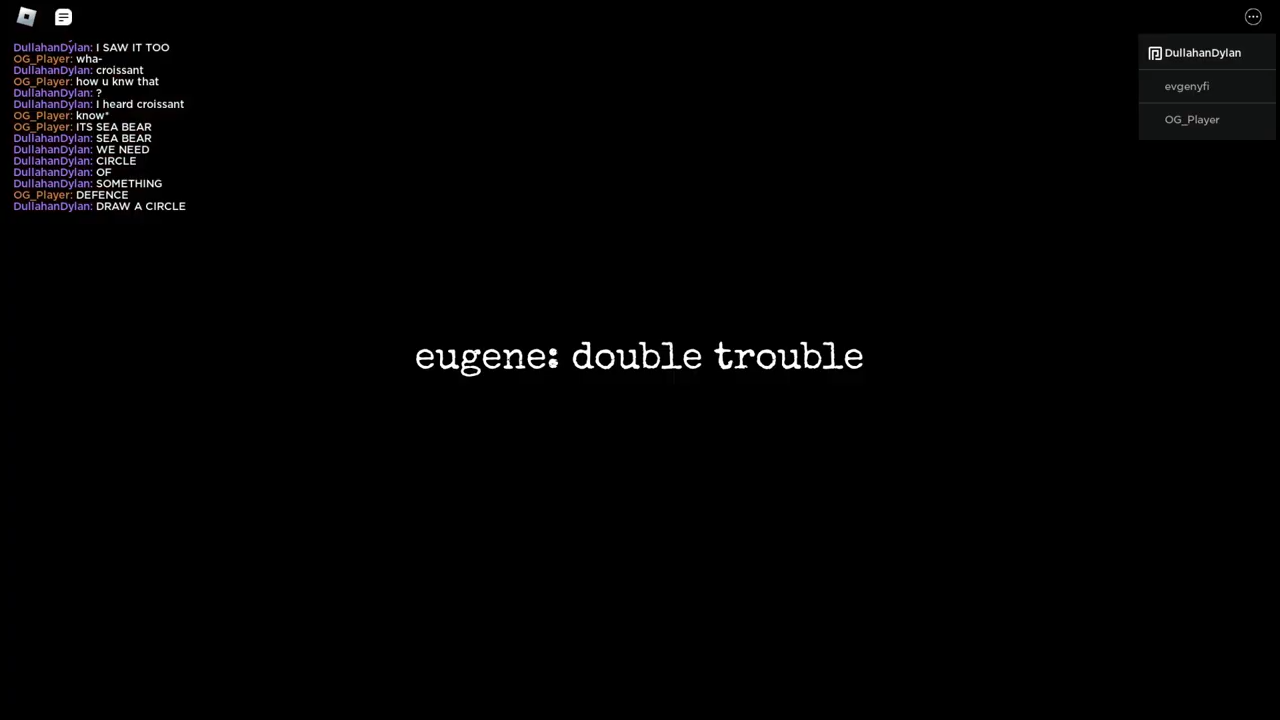 DullahanDylan: I SAW IT TOO
OG_Player: wha-
DullahanDylan: croissant
OG_Player: how u knw that
DullahanDylan: ?
DullahanDylan: I heard croissant
OG_Player: know*
OG_Player: ITS SEA BEAR
DullahanDylan: SEA BEAR
DullahanDylan: WE NEED
DullahanDylan: CIRCLE
DullahanDylan: OF
DullahanDylan: SOMETHING
OG_Player: DEFENCE
DullahanDylan: DRAW A CIRCLE
DullahanDylan
evgenyfi
OG_Player
eugene: double trouble